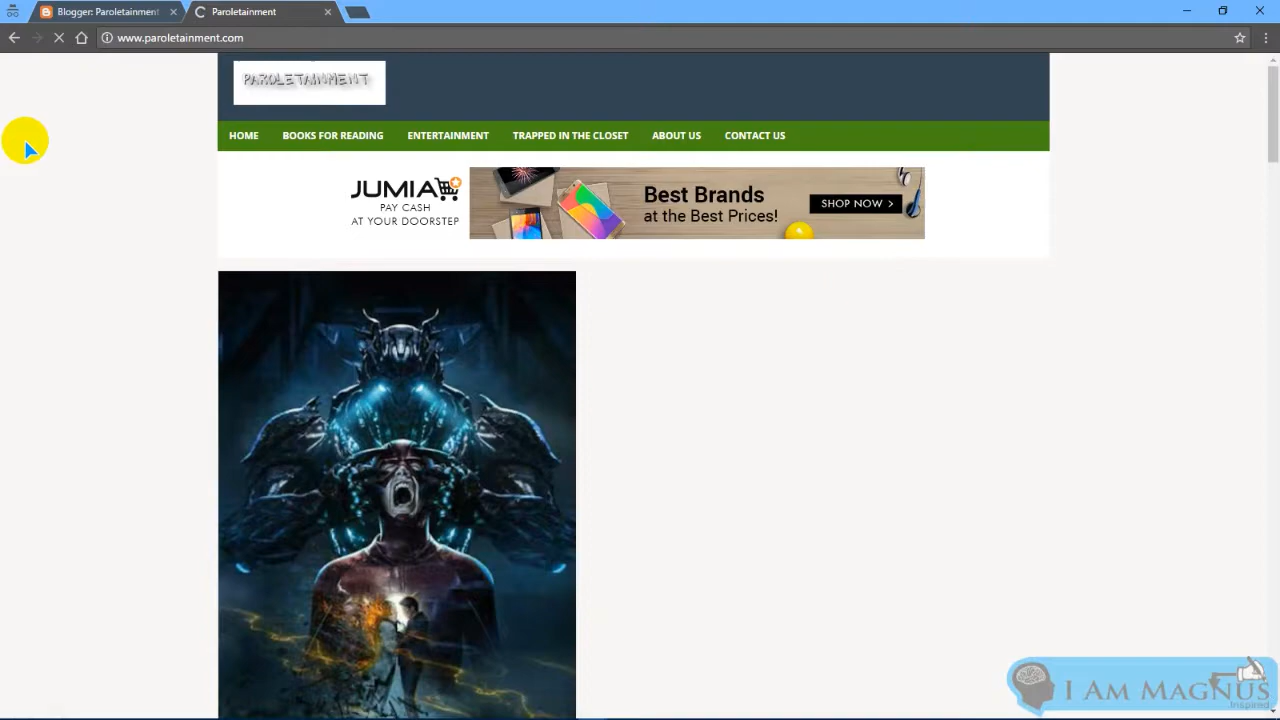 Blogger: Paroletainment
Paroletainment
www.paroletainment.com
PAROLETAINMENT
HOME BOOKS FOR READING ENTERTAINMENT TRAPPED IN THE CLOSET ABOUT US CONTACT US
JUMIA
PAY CASH
AT YOUR DOORSTEP
Best Brands
at the Best Prices!
SHOP NOW >
I AM MAGNUS
Inspired